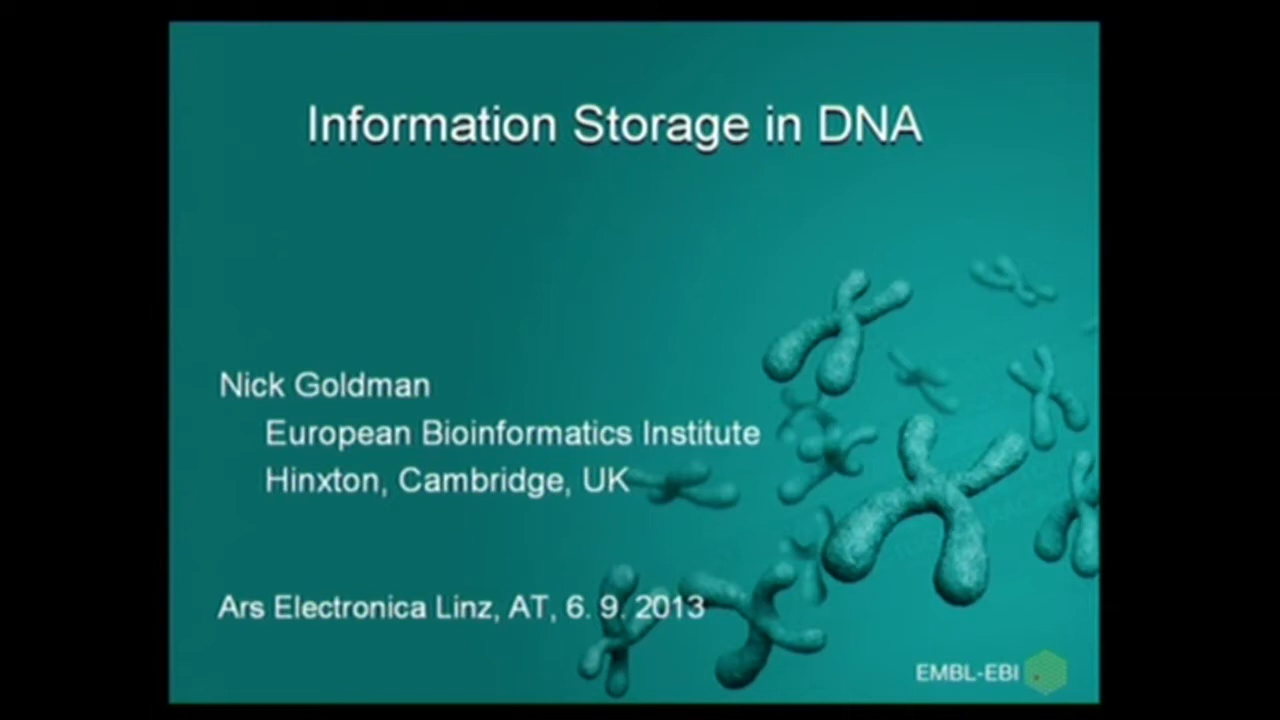 Information Storage in DNA
Nick Goldman
European Bioinformatics Institute
Hinxton, Cambridge, UK
Ars Electronica Linz, AT, 6. 9. 2013
EMBL-EBI